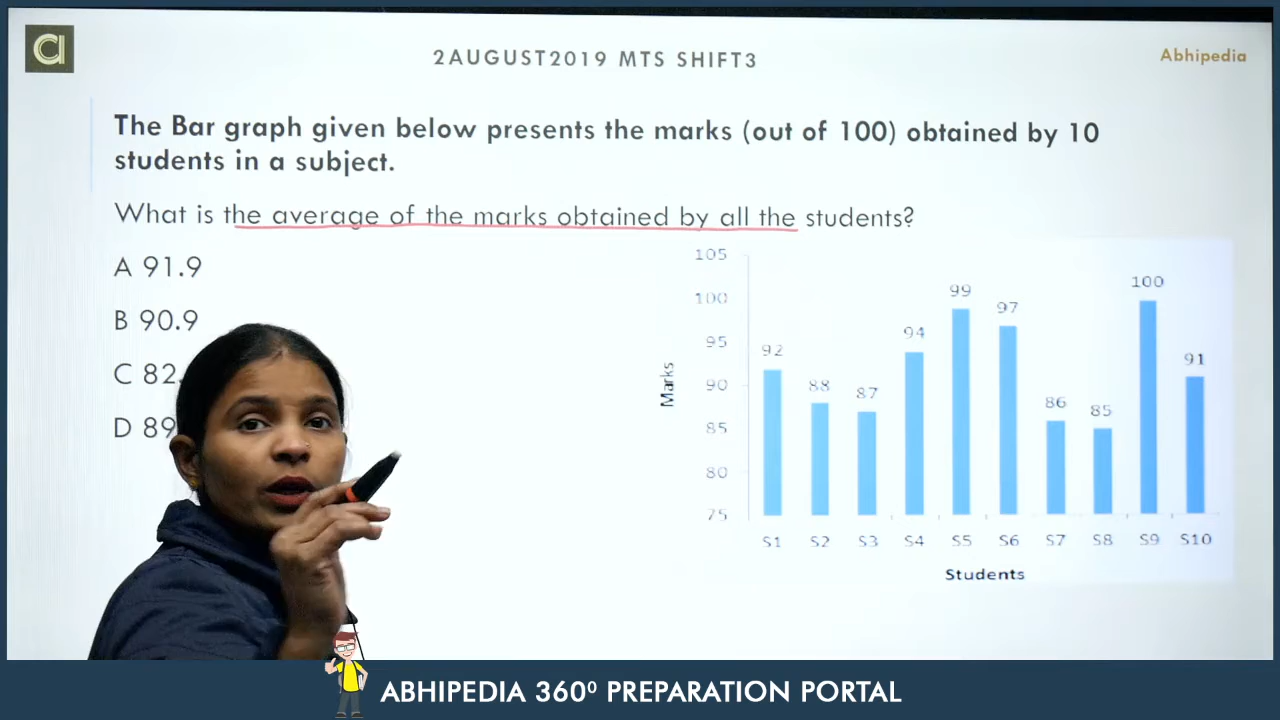 2AUGUST2019 MTS SHIFT3
Abhipedia
The Bar graph given below presents the marks (out of 100) obtained by 10
students in a subject.
What is the average of the marks obtained by all the students?
A 91.9
B 90.9
C 82.
D 89
105
100
95
90
85
80
75
Marks
92
88
87
94
99
97
86
85
100
91
S1 S2 S3 S4 S5 S6 S7 S8 S9 S10
Students
ABHIPEDIA 360⁰ PREPARATION PORTAL